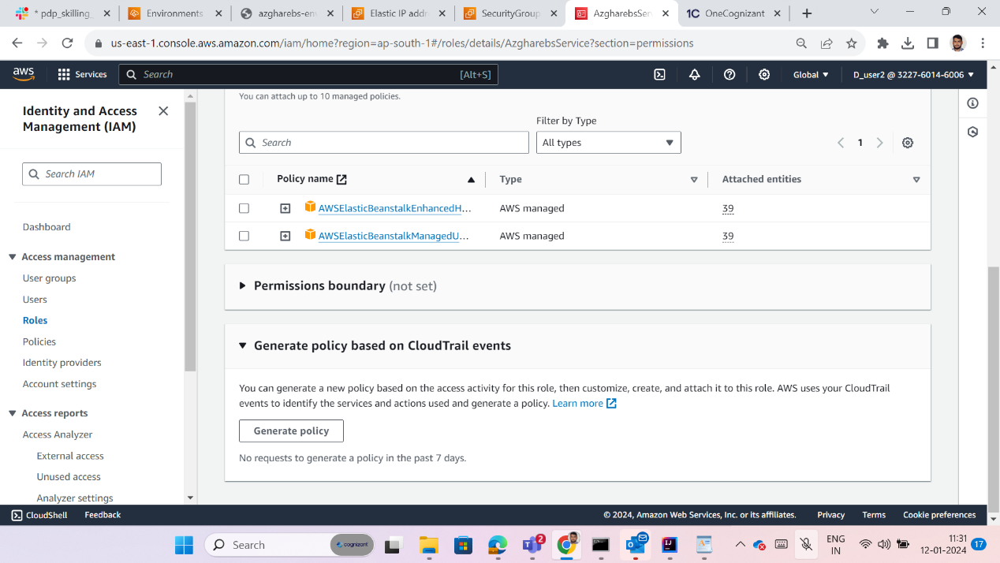 * pdp_skilling_
Environments
azgharebs-env
Elastic IP addr
SecurityGroup
AzgharebsServ
OneCognizant
us-east-1.console.aws.amazon.com/iam/home?region=ap-south-1#/roles/details/AzgharebsService?section=permissions
aws
Services
Search
[Alt+S]
Global
D_user2 @ 3227-6014-6006
Identity and Access
Management (IAM)
Search IAM
Dashboard
Access management
User groups
Users
Roles
Policies
Identity providers
Account settings
Access reports
Access Analyzer
External access
Unused access
Analyzer settings
You can attach up to 10 managed policies.
Filter by Type
Search
All types
1
Policy name
Type
Attached entities
AWSElasticBeanstalkEnhancedH...
AWS managed
39
AWSElasticBeanstalkManagedU...
AWS managed
39
Permissions boundary (not set)
Generate policy based on CloudTrail events
You can generate a new policy based on the access activity for this role, then customize, create, and attach it to this role. AWS uses your CloudTrail
events to identify the services and actions used and generate a policy. Learn more
Generate policy
No requests to generate a policy in the past 7 days.
CloudShell
Feedback
© 2024, Amazon Web Services, Inc. or its affiliates.
Privacy
Terms
Cookie preferences
Search
cognizant
2
ENG
IN
11:31
12-01-2024
17